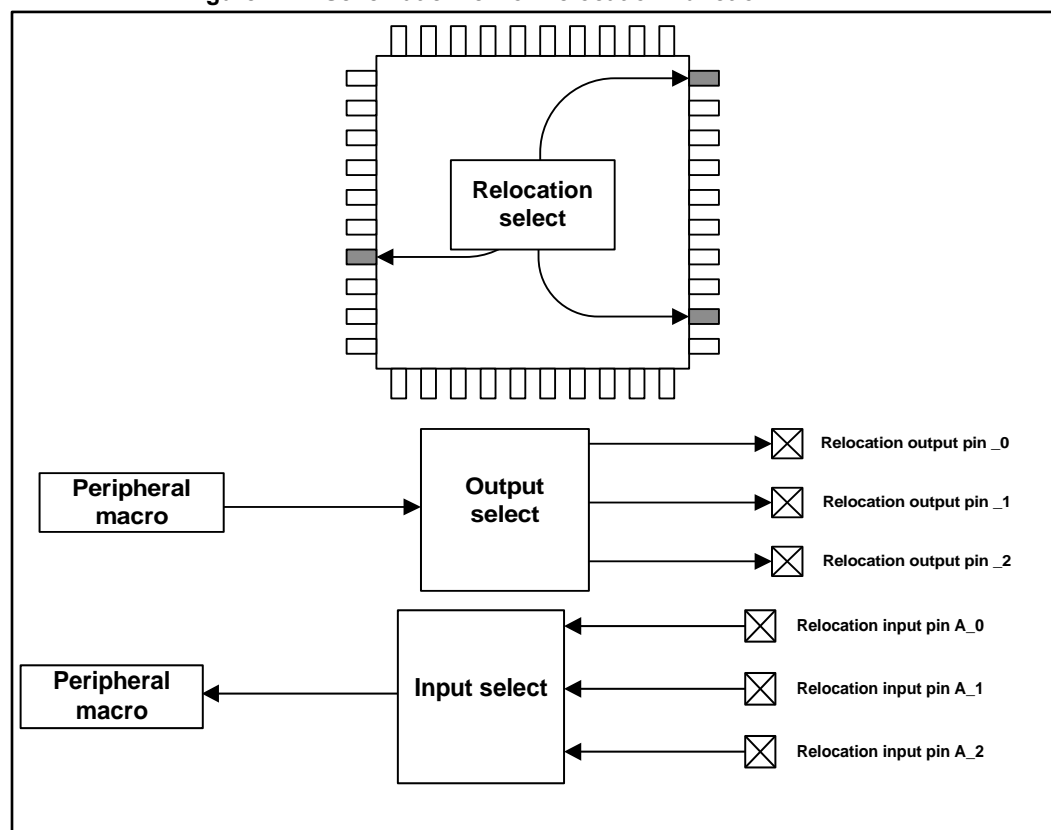 Relocation
select
Peripheral
macro
Output
select
Relocation output pin _0
Relocation output pin _1
Relocation output pin _2
Peripheral
macro
Input select
Relocation input pin A_0
Relocation input pin A_1
Relocation input pin A_2